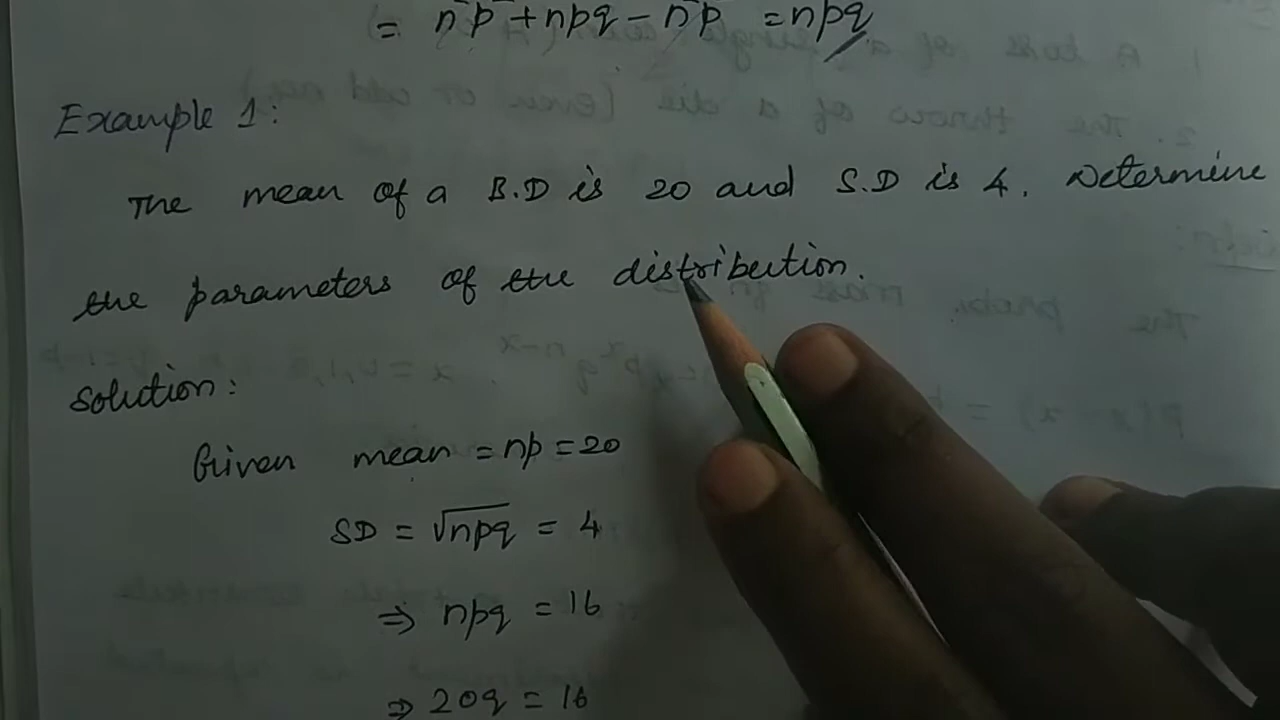 = n²p² + npq - n²p² = npq
Example 1:
The mean of a B.D is 20 and S.D is 4. Determine
the parameters of the distribution.
Solution:
Given mean = np = 20
SD = √npq = 4
⇒ npq = 16
⇒ 20q = 16